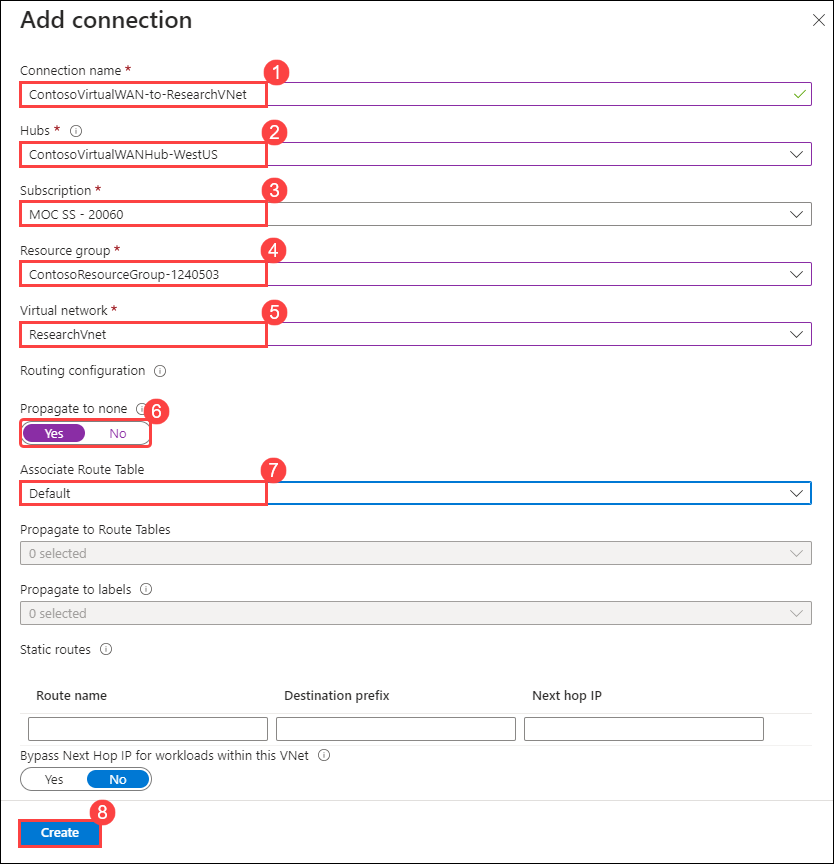 Add connection
Connection name *
1
ContosoVirtualWAN-to-ResearchVNet
Hubs *
2
ContosoVirtualWANHub-WestUS
Subscription *
3
MOC SS - 20060
Resource group *
4
ContosoResourceGroup-1240503
Virtual network *
5
ResearchVnet
Routing configuration
Propagate to none
6
Yes No
Associate Route Table
7
Default
Propagate to Route Tables
0 selected
Propagate to labels
0 selected
Static routes
Route name Destination prefix Next hop IP
Bypass Next Hop IP for workloads within this VNet
Yes No
8
Create